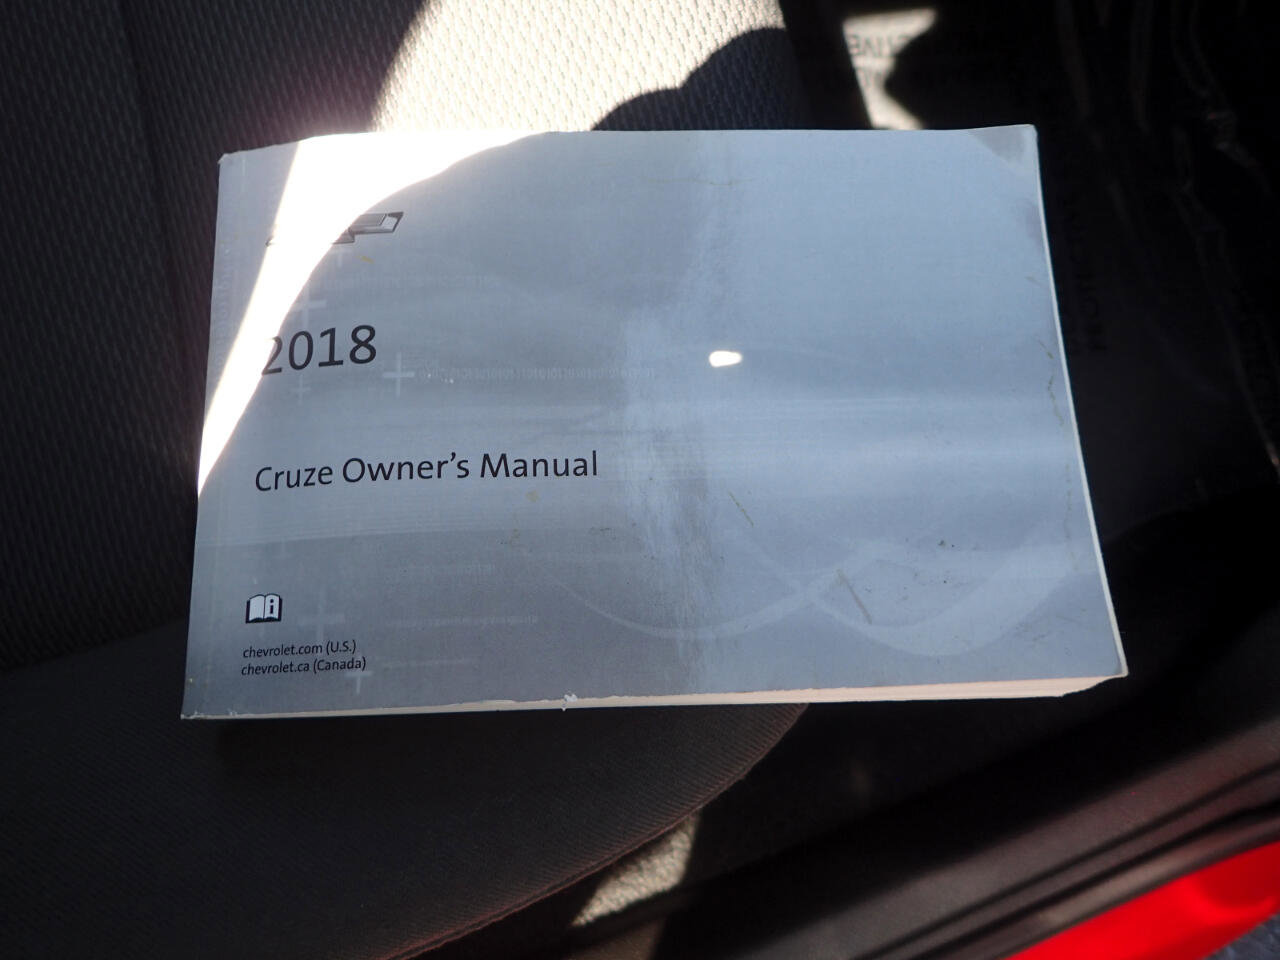 2018
Cruze Owner's Manual
chevrolet.com (U.S.)
chevrolet.ca (Canada)